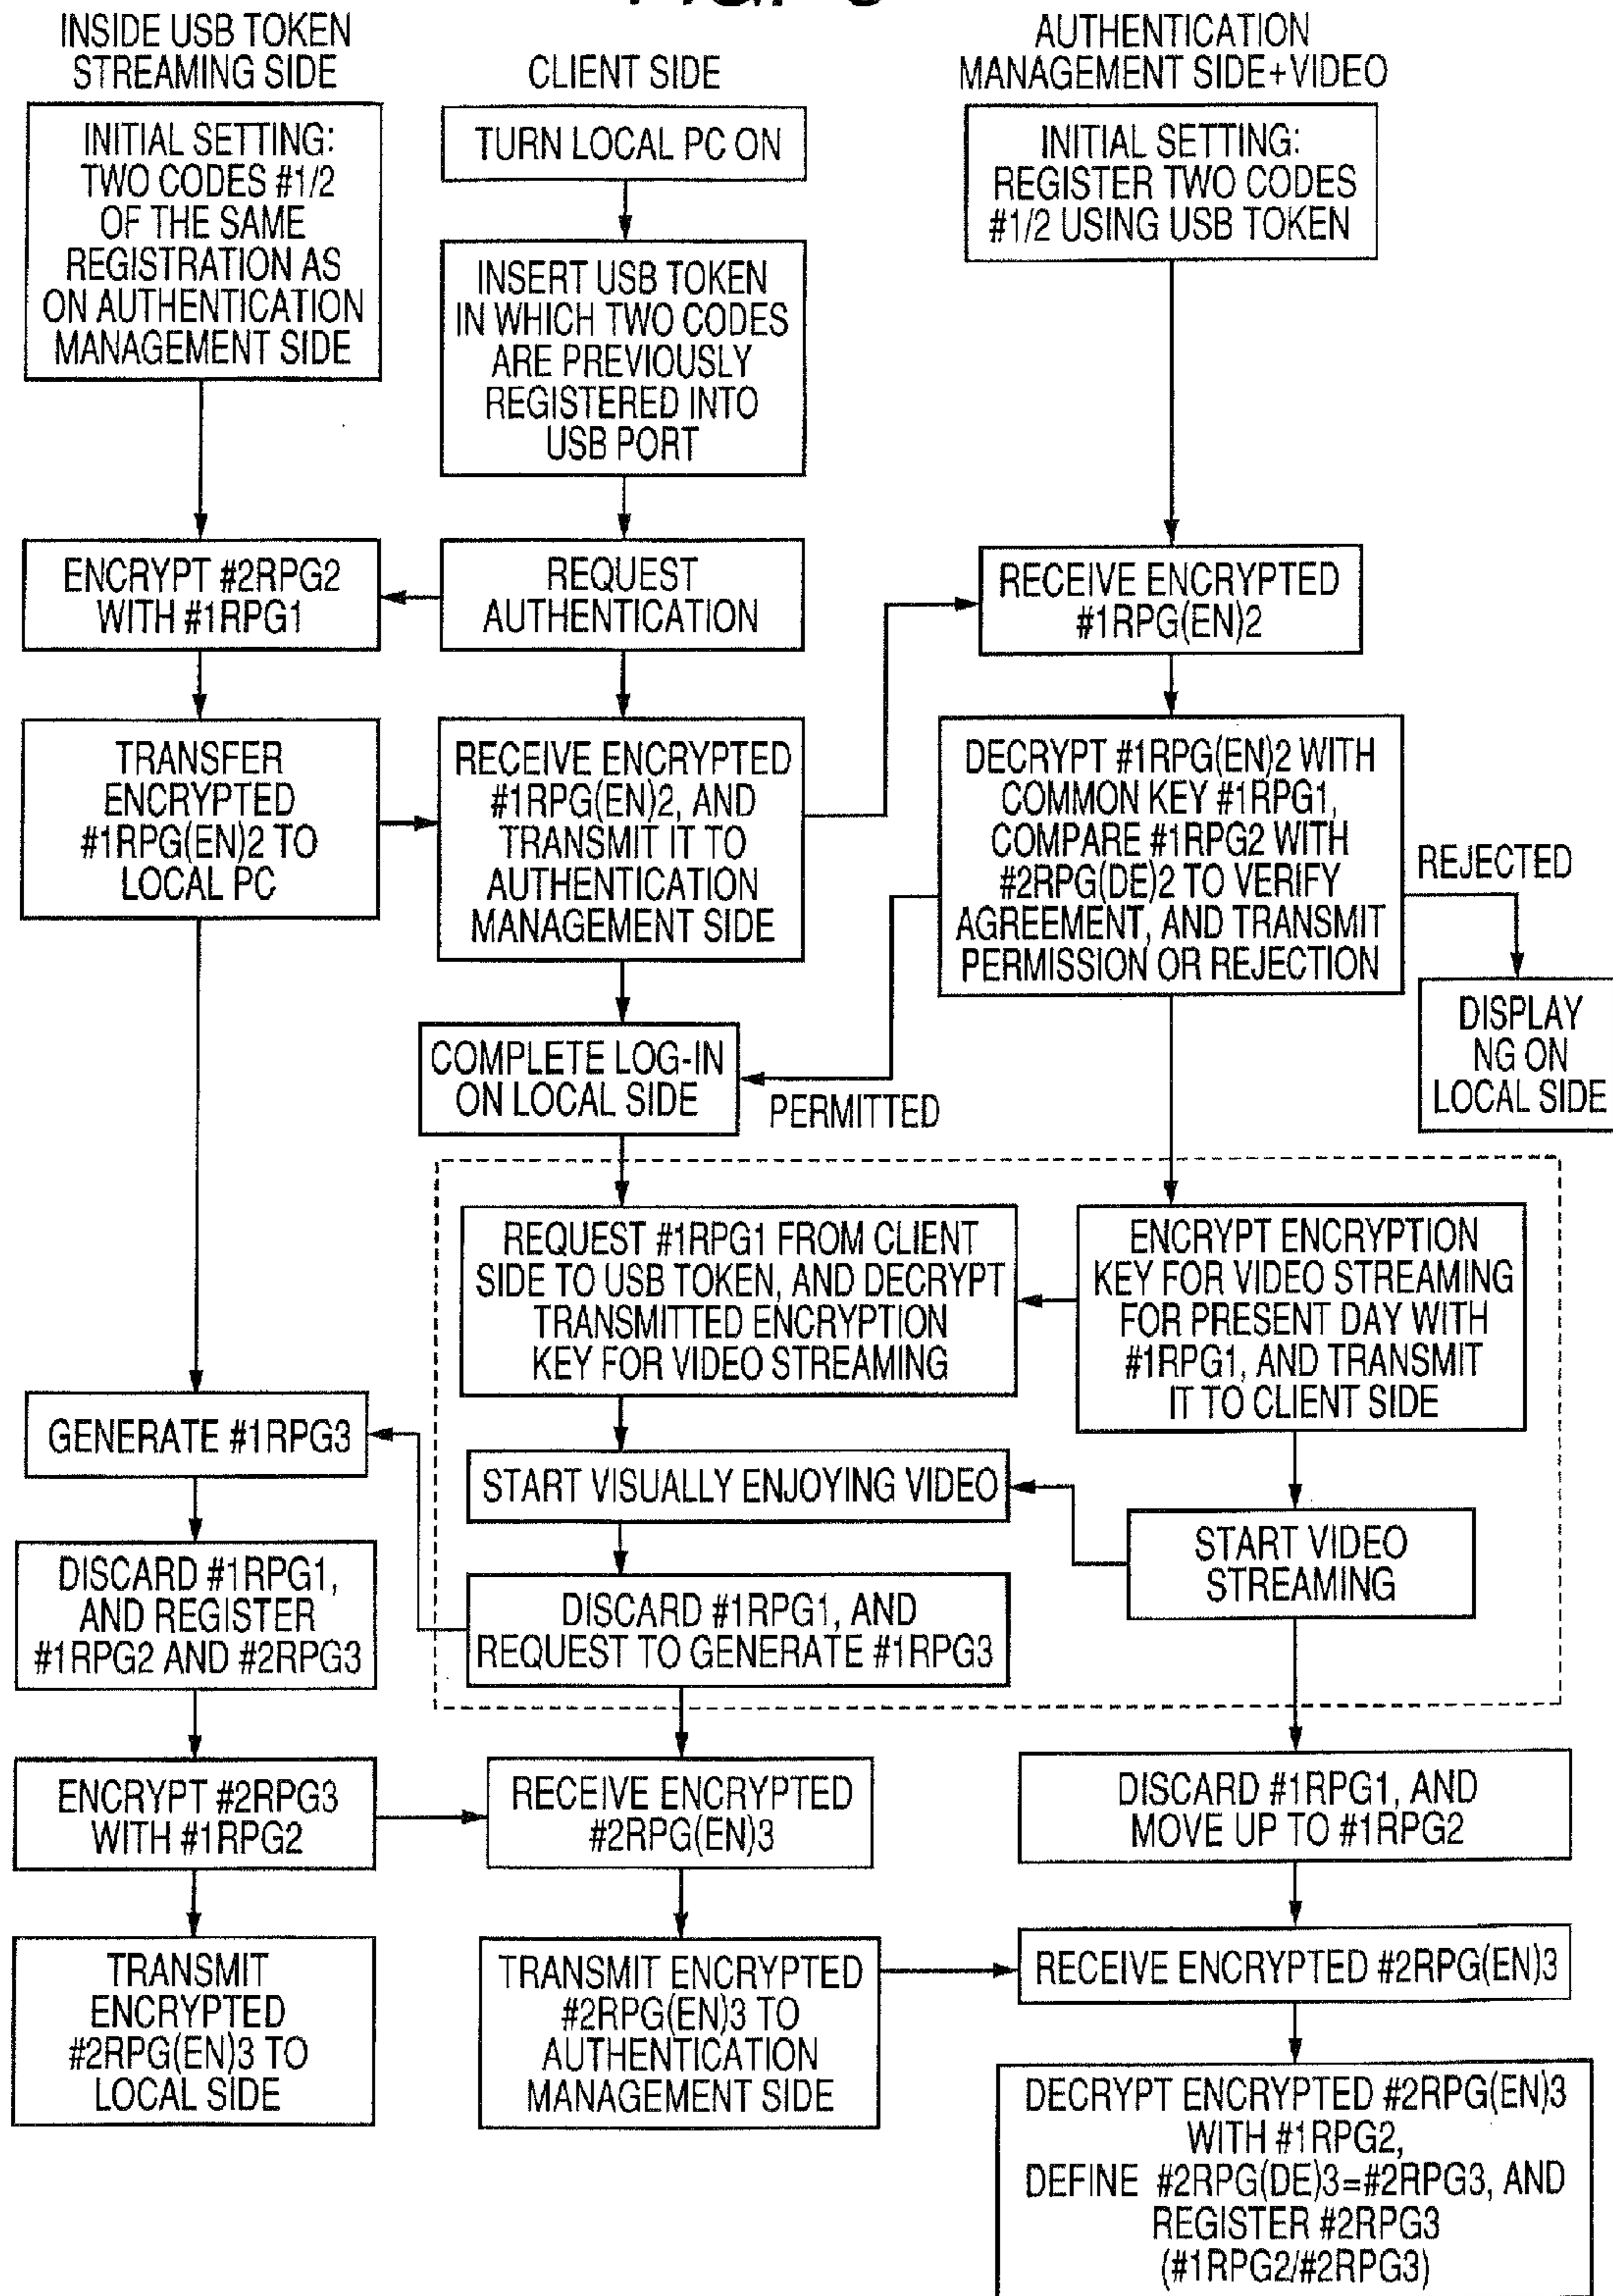 INSIDE USB TOKEN
STREAMING SIDE
INITIAL SETTING:
TWO CODES #1/2
OF THE SAME
REGISTRATION AS
ON AUTHENTICATION
MANAGEMENT SIDE
CLIENT SIDE
TURN LOCAL PC ON
INSERT USB TOKEN
IN WHICH TWO CODES
ARE PREVIOUSLY
REGISTERED INTO
USB PORT
AUTHENTICATION
MANAGEMENT SIDE+VIDEO
INITIAL SETTING:
REGISTER TWO CODES
#1/2 USING USB TOKEN
ENCRYPT #2RPG2
WITH #1RPG1
REQUEST
AUTHENTICATION
RECEIVE ENCRYPTED
#1RPG(EN)2
TRANSFER
ENCRYPTED
#1RPG(EN)2 TO
LOCAL PC
RECEIVE ENCRYPTED
#1RPG(EN)2, AND
TRANSMIT IT TO
AUTHENTICATION
MANAGEMENT SIDE
DECRYPT #1RPG(EN)2 WITH
COMMON KEY #1RPG1,
COMPARE #1RPG2 WITH
#2RPG(DE)2 TO VERIFY
AGREEMENT, AND TRANSMIT
PERMISSION OR REJECTION
REJECTED
DISPLAY
NG ON
LOCAL SIDE
COMPLETE LOG-IN
ON LOCAL SIDE
PERMITTED
REQUEST #1RPG1 FROM CLIENT
SIDE TO USB TOKEN, AND DECRYPT
TRANSMITTED ENCRYPTION
KEY FOR VIDEO STREAMING
ENCRYPT ENCRYPTION
KEY FOR VIDEO STREAMING
FOR PRESENT DAY WITH
#1RPG1, AND TRANSMIT
IT TO CLIENT SIDE
GENERATE #1RPG3
START VISUALLY ENJOYING VIDEO
START VIDEO
STREAMING
DISCARD #1RPG1,
AND REGISTER
#1RPG2 AND #2RPG3
DISCARD #1RPG1, AND
REQUEST TO GENERATE #1RPG3
ENCRYPT #2RPG3
WITH #1RPG2
RECEIVE ENCRYPTED
#2RPG(EN)3
DISCARD #1RPG1, AND
MOVE UP TO #1RPG2
TRANSMIT
ENCRYPTED
#2RPG(EN)3 TO
LOCAL SIDE
TRANSMIT ENCRYPTED
#2RPG(EN)3 TO
AUTHENTICATION
MANAGEMENT SIDE
RECEIVE ENCRYPTED #2RPG(EN)3
DECRYPT ENCRYPTED #2RPG(EN)3
WITH #1RPG2,
DEFINE #2RPG(DE)3=#2RPG3, AND
REGISTER #2RPG3
(#1RPG2/#2RPG3)